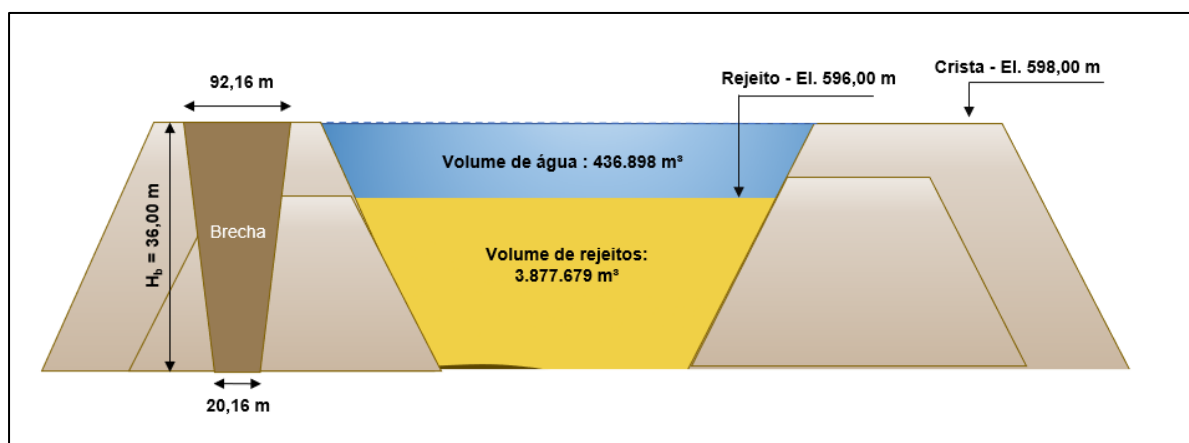 92,16 m
Rejeito - El. 596,00 m
Crista - El. 598,00 m
Volume de água : 436.898 m³
H_b = 36,00 m
Brecha
Volume de rejeitos:
3.877.679 m³
20,16 m